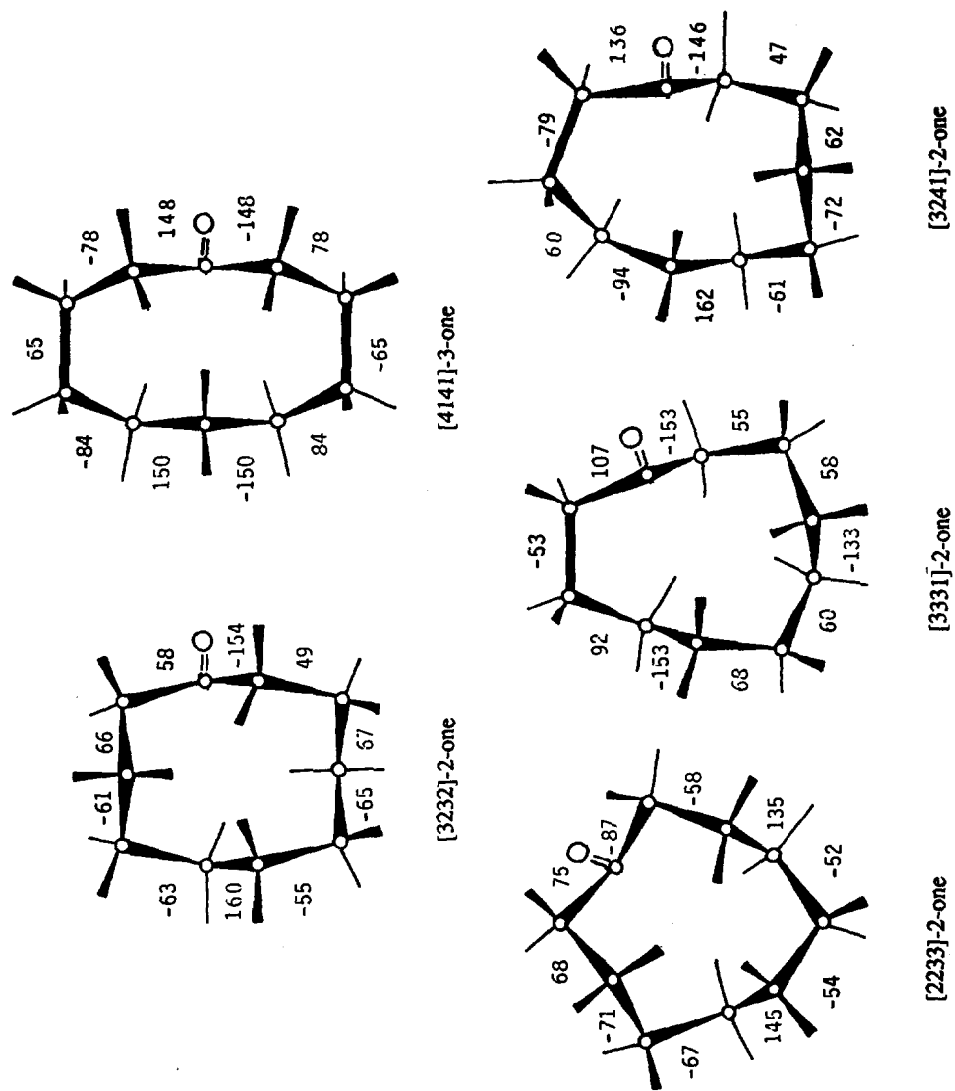 -61 66
58
O
-63
160 -154
-55 49
-65 67
[3232]-2-one
65
-84 -78
150 148
O
-150 -148
84 78
-65
[4141]-3-one
75 O
68 -87
-71
-67 -58
145 135
-54 -52
[2233]-2-one
-53
107 O
92 -153
-153 55
68 58
60 -133
[3331]-2-one
-79 136
60 O
-94 -146
162 47
-61 -72 62
[3241]-2-one